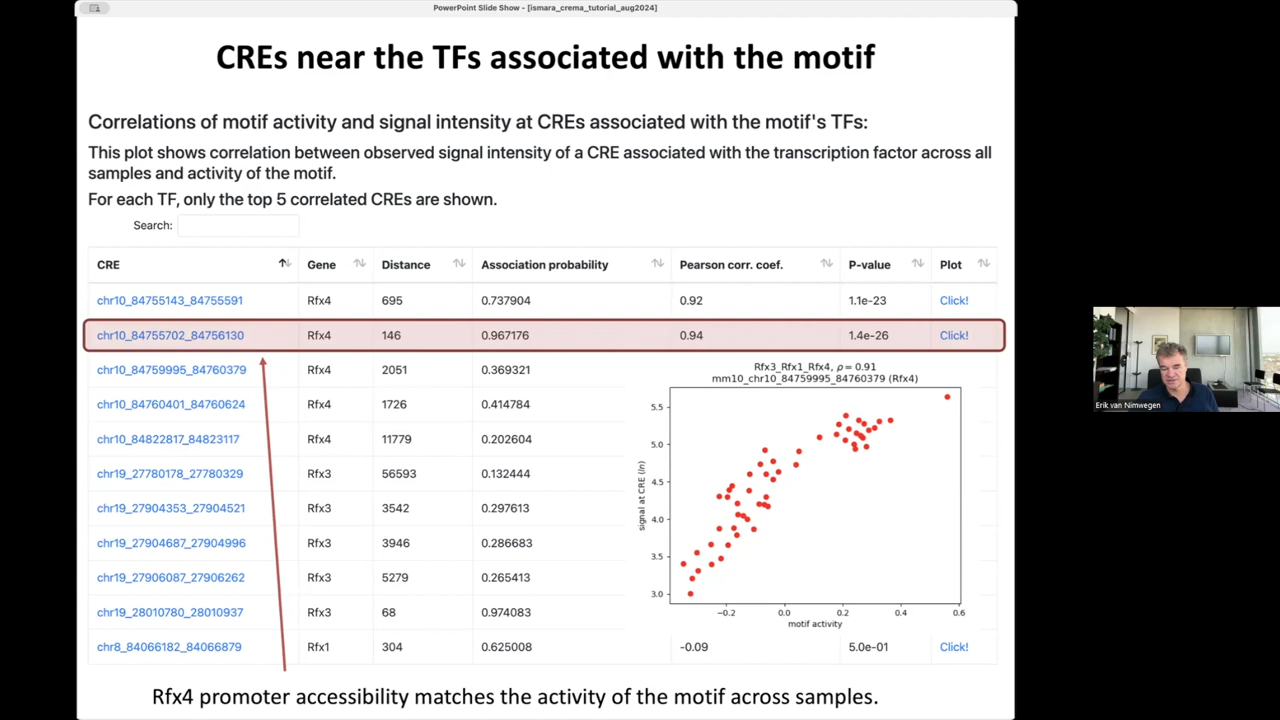 PowerPoint Slide Show - [ismara_crema_tutorial_aug2024]
CREs near the TFs associated with the motif
Correlations of motif activity and signal intensity at CREs associated with the motif's TFs:
This plot shows correlation between observed signal intensity of a CRE associated with the transcription factor across all
samples and activity of the motif.
For each TF, only the top 5 correlated CREs are shown.
Search:
CRE Gene Distance Association probability Pearson corr. coef. P-value Plot
chr10_84755143_84755591 Rfx4 695 0.737904 0.92 1.1e-23 Click!
chr10_84755702_84756130 Rfx4 146 0.967176 0.94 1.4e-26 Click!
chr10_84759995_84760379 Rfx4 2051 0.369321
chr10_84760401_84760624 Rfx4 1726 0.414784
chr10_84822817_84823117 Rfx4 11779 0.202604
chr19_27780178_27780329 Rfx3 56593 0.132444
chr19_27904353_27904521 Rfx3 3542 0.297613
chr19_27904687_27904996 Rfx3 3946 0.286683
chr19_27906087_27906262 Rfx3 5279 0.265413
chr19_28010780_28010937 Rfx3 68 0.974083
chr8_84066182_84066879 Rfx1 304 0.625008 -0.09 5.0e-01 Click!
Rfx3_Rfx1_Rfx4, ρ = 0.91
mm10_chr10_84759995_84760379 (Rfx4)
signal at CRE (ln)
5.5
5.0
4.5
4.0
3.5
3.0
−0.2 0.0 0.2 0.4 0.6
motif activity
Rfx4 promoter accessibility matches the activity of the motif across samples.
Erik van Nimwegen